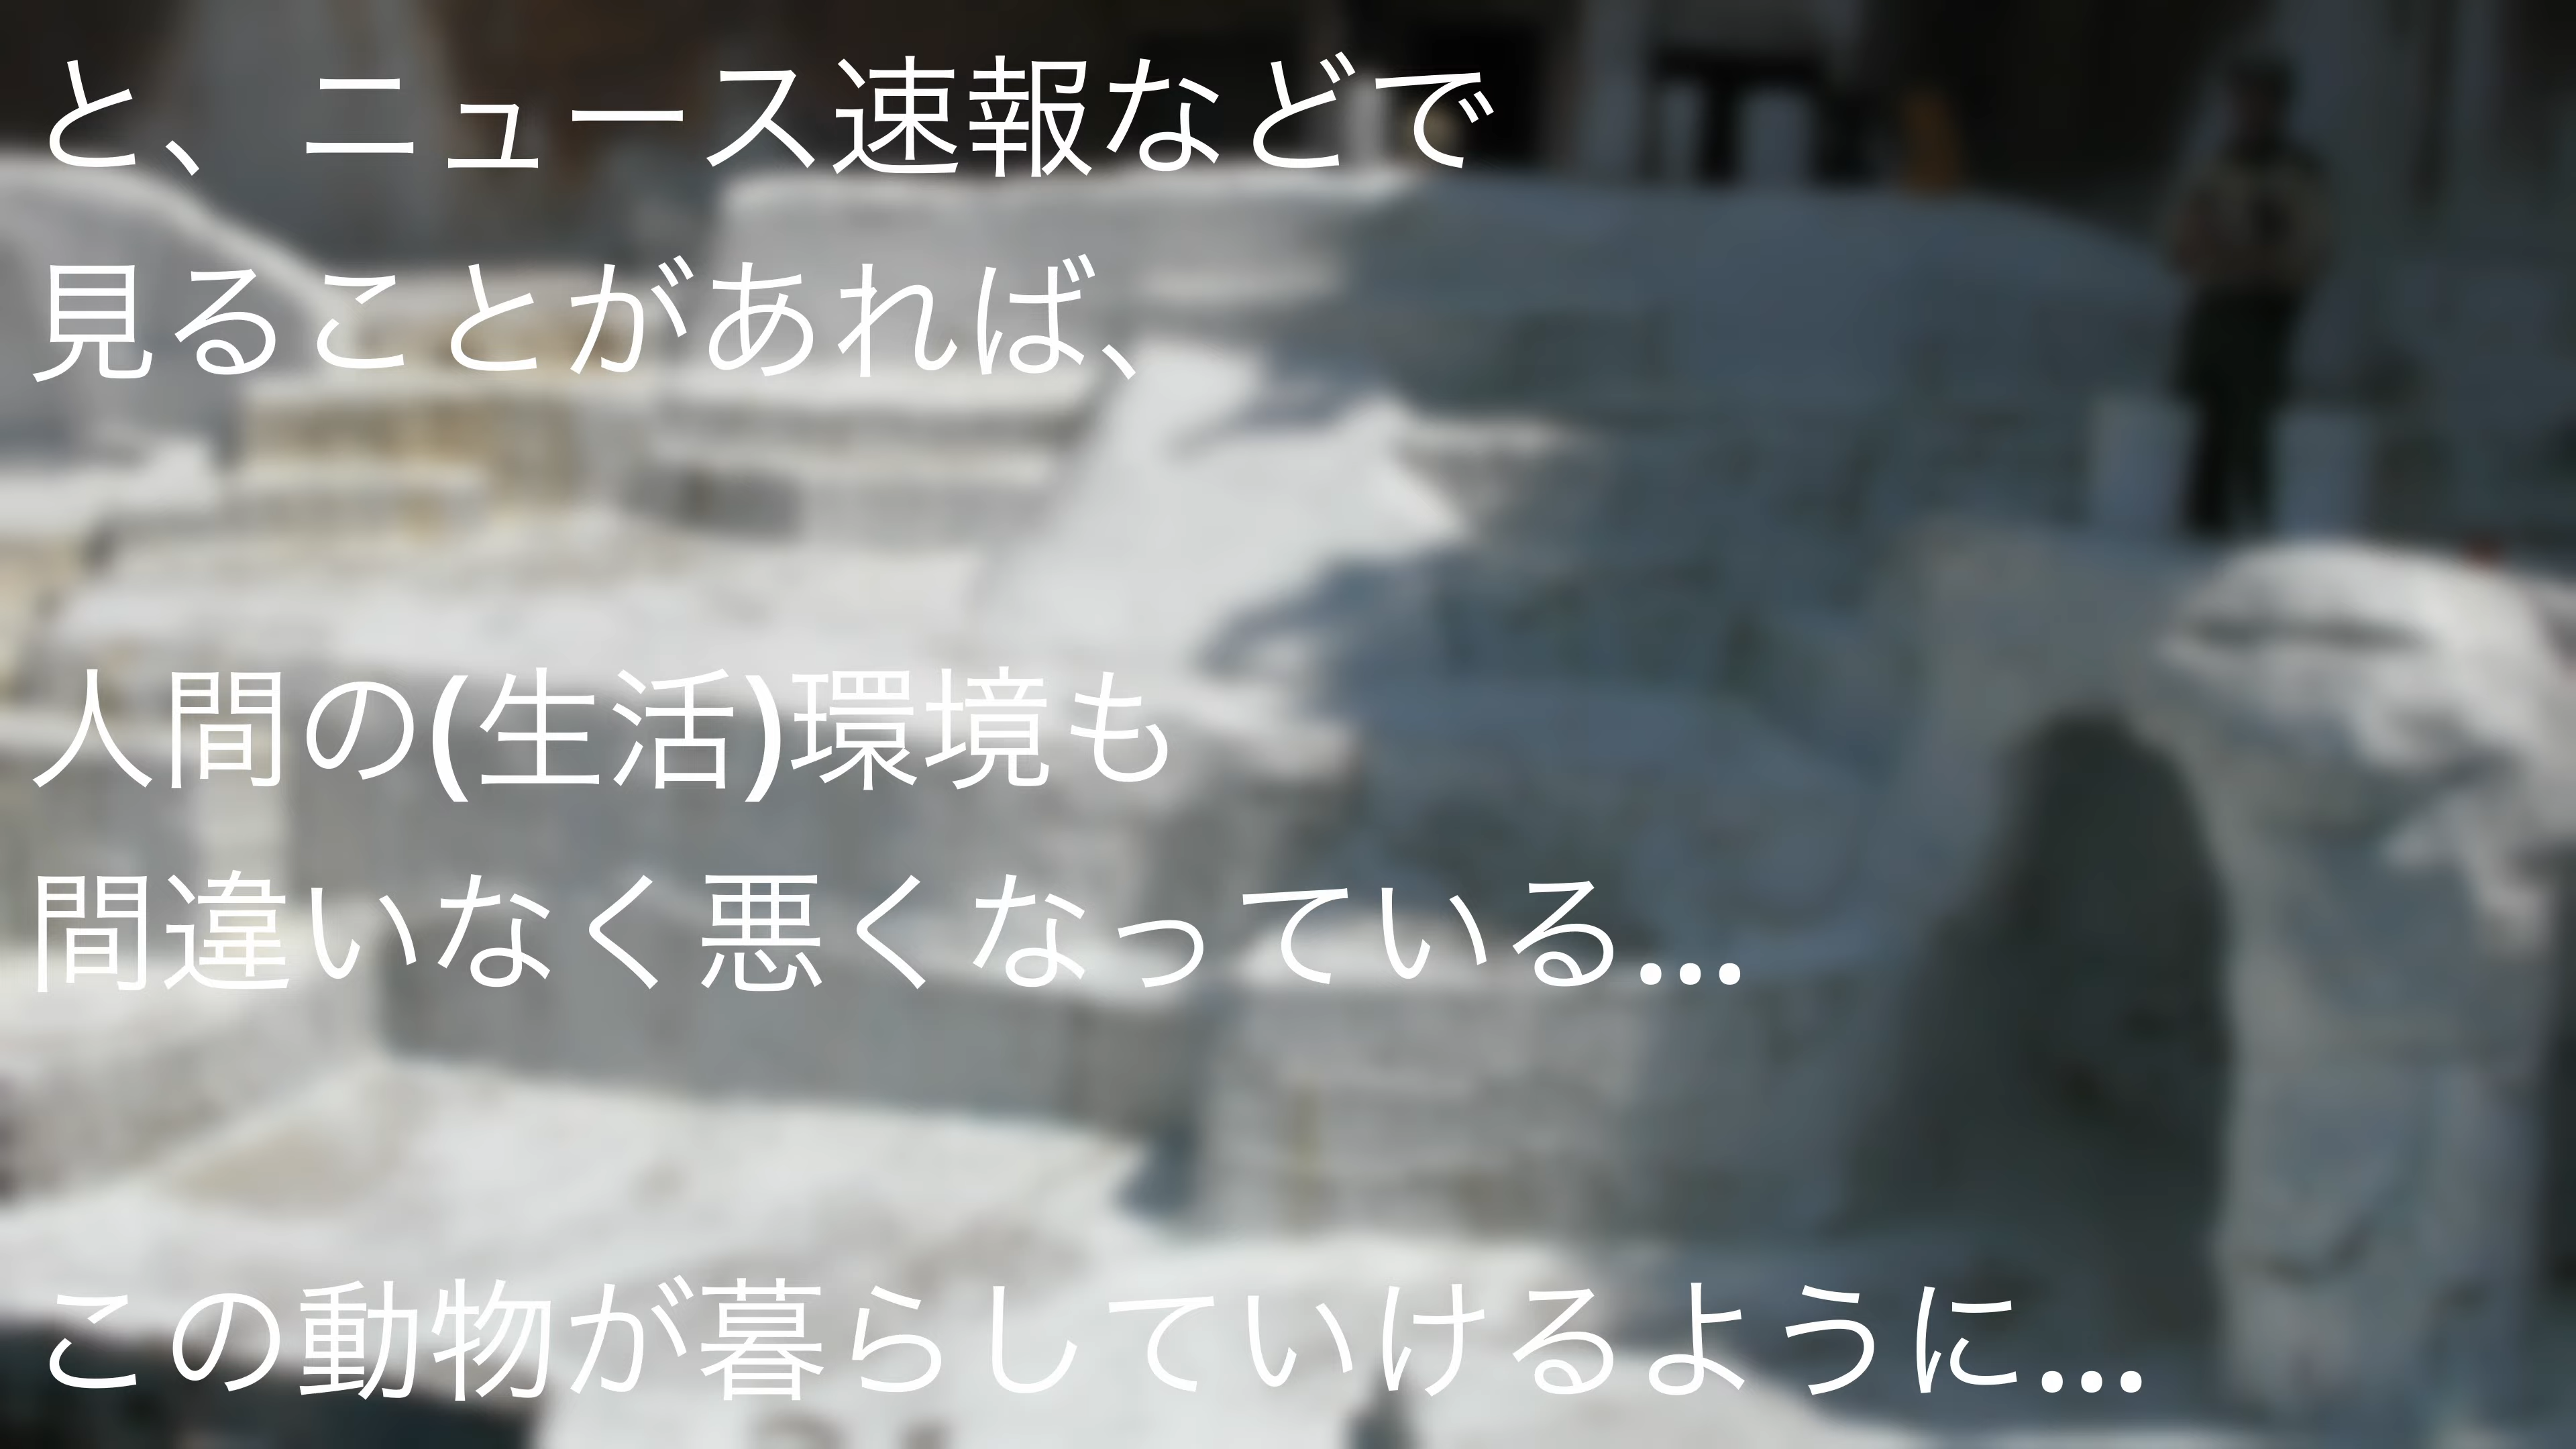 と、ニュース速報などで
見ることがあれば、
人間の(生活)環境も
間違いなく悪くなっている...
この動物が暮らしていけるように...